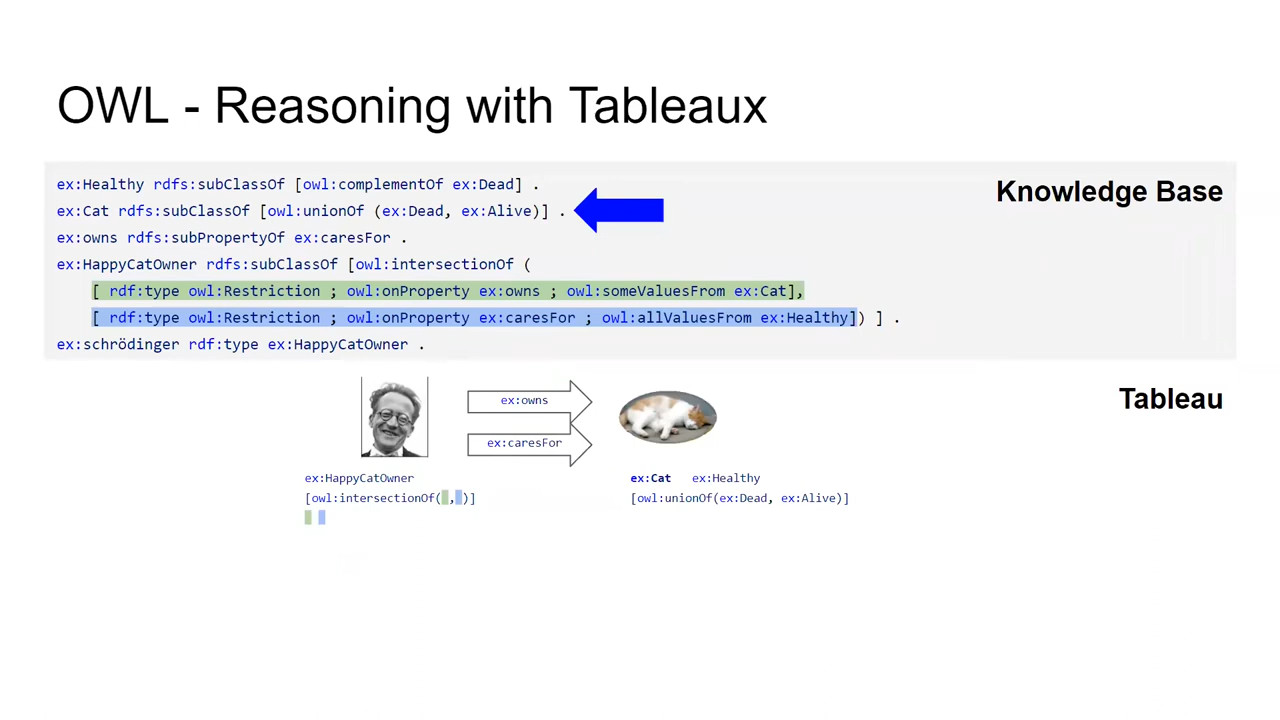 OWL - Reasoning with Tableaux
ex:Healthy rdfs:subClassOf [owl:complementOf ex:Dead] .
Knowledge Base
ex:Cat rdfs:subClassOf [owl:unionOf (ex:Dead, ex:Alive)] .
ex:owns rdfs:subPropertyOf ex:caresFor .
ex:HappyCatOwner rdfs:subClassOf [owl:intersectionOf (
[ rdf:type owl:Restriction ; owl:onProperty ex:owns ; owl:someValuesFrom ex:Cat],
[ rdf:type owl:Restriction ; owl:onProperty ex:caresFor ; owl:allValuesFrom ex:Healthy]) ] .
ex:schrödinger rdf:type ex:HappyCatOwner .
Tableau
ex:owns
ex:caresFor
ex:HappyCatOwner
[owl:intersectionOf( , )]
ex:Cat ex:Healthy
[owl:unionOf(ex:Dead, ex:Alive)]